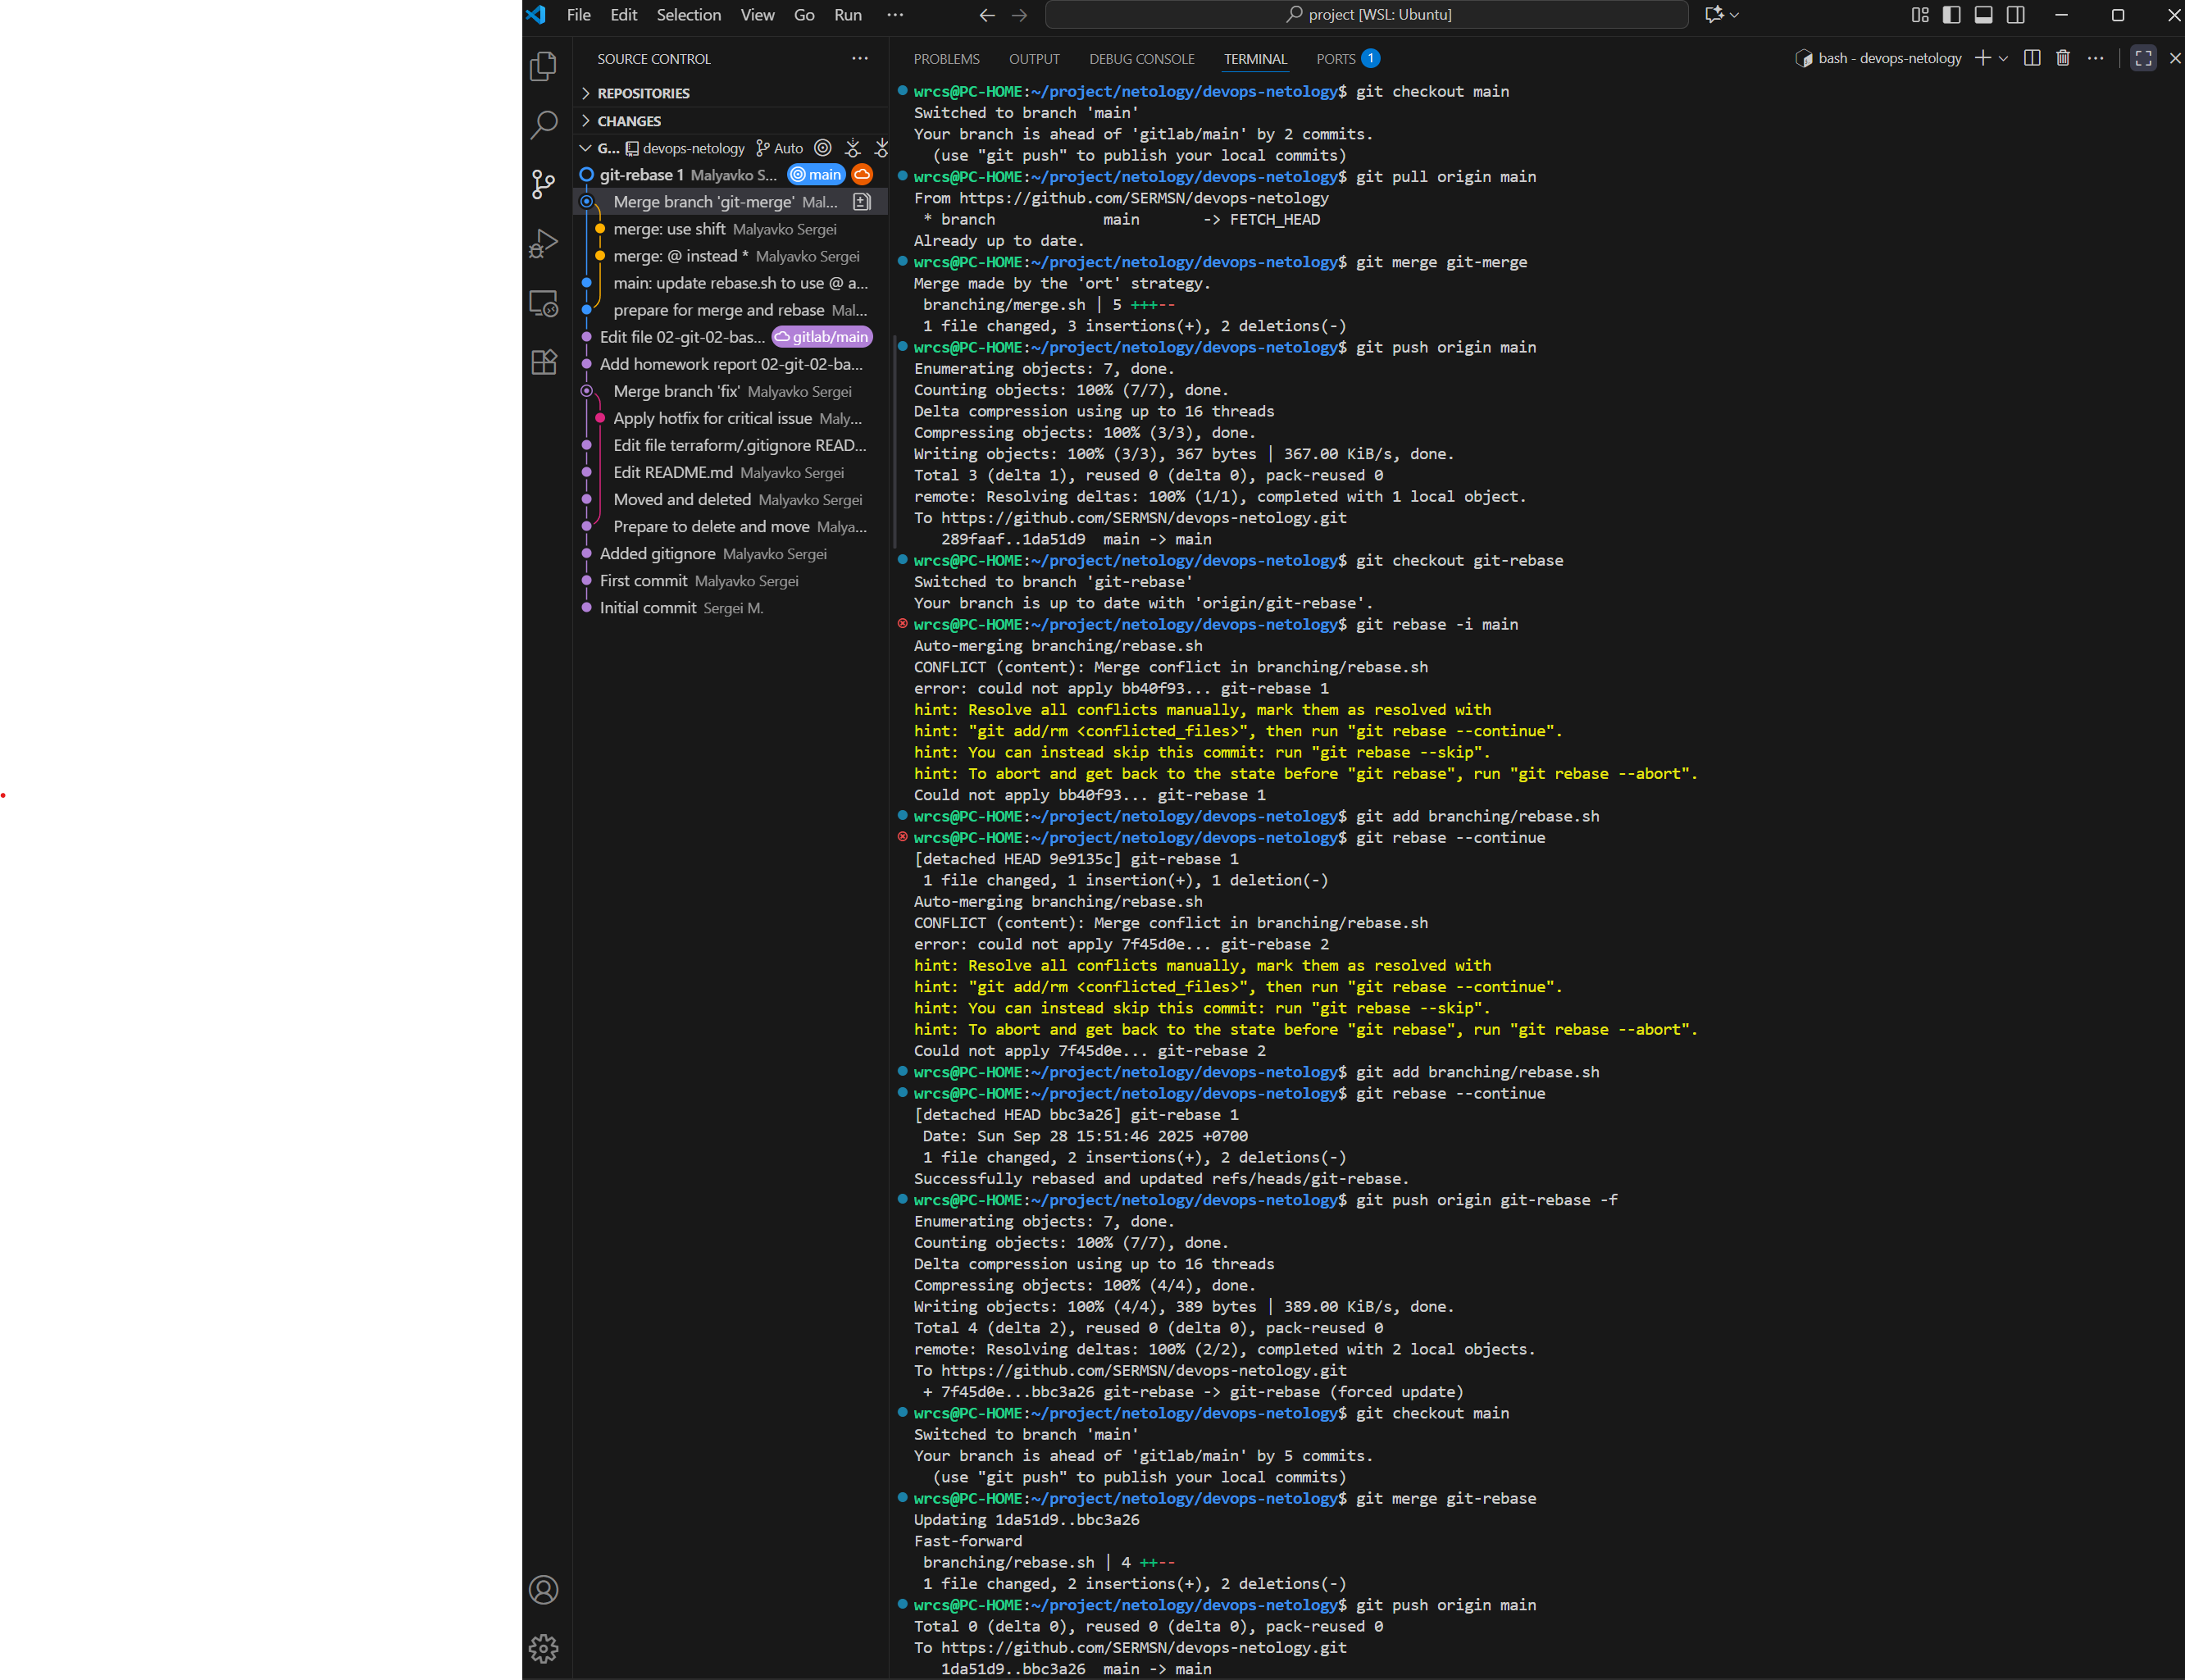 File Edit Selection View Go Run ···
project [WSL: Ubuntu]
SOURCE CONTROL ···
REPOSITORIES
CHANGES
G... devops-netology Auto
git-rebase 1 Malyavko S... main
Merge branch 'git-merge' Mal...
merge: use shift Malyavko Sergei
merge: @ instead * Malyavko Sergei
main: update rebase.sh to use @ a...
prepare for merge and rebase Mal...
Edit file 02-git-02-bas... gitlab/main
Add homework report 02-git-02-ba...
Merge branch 'fix' Malyavko Sergei
Apply hotfix for critical issue Maly...
Edit file terraform/.gitignore READ...
Edit README.md Malyavko Sergei
Moved and deleted Malyavko Sergei
Prepare to delete and move Malya...
Added gitignore Malyavko Sergei
First commit Malyavko Sergei
Initial commit Sergei M.
PROBLEMS OUTPUT DEBUG CONSOLE TERMINAL PORTS 1
bash - devops-netology
wrcs@PC-HOME:~/project/netology/devops-netology$ git checkout main
Switched to branch 'main'
Your branch is ahead of 'gitlab/main' by 2 commits.
(use "git push" to publish your local commits)
wrcs@PC-HOME:~/project/netology/devops-netology$ git pull origin main
From https://github.com/SERMSN/devops-netology
* branch main -> FETCH_HEAD
Already up to date.
wrcs@PC-HOME:~/project/netology/devops-netology$ git merge git-merge
Merge made by the 'ort' strategy.
branching/merge.sh | 5 +++--
1 file changed, 3 insertions(+), 2 deletions(-)
wrcs@PC-HOME:~/project/netology/devops-netology$ git push origin main
Enumerating objects: 7, done.
Counting objects: 100% (7/7), done.
Delta compression using up to 16 threads
Compressing objects: 100% (3/3), done.
Writing objects: 100% (3/3), 367 bytes | 367.00 KiB/s, done.
Total 3 (delta 1), reused 0 (delta 0), pack-reused 0
remote: Resolving deltas: 100% (1/1), completed with 1 local object.
To https://github.com/SERMSN/devops-netology.git
289faaf..1da51d9 main -> main
wrcs@PC-HOME:~/project/netology/devops-netology$ git checkout git-rebase
Switched to branch 'git-rebase'
Your branch is up to date with 'origin/git-rebase'.
wrcs@PC-HOME:~/project/netology/devops-netology$ git rebase -i main
Auto-merging branching/rebase.sh
CONFLICT (content): Merge conflict in branching/rebase.sh
error: could not apply bb40f93... git-rebase 1
hint: Resolve all conflicts manually, mark them as resolved with
hint: "git add/rm <conflicted_files>", then run "git rebase --continue".
hint: You can instead skip this commit: run "git rebase --skip".
hint: To abort and get back to the state before "git rebase", run "git rebase --abort".
Could not apply bb40f93... git-rebase 1
wrcs@PC-HOME:~/project/netology/devops-netology$ git add branching/rebase.sh
wrcs@PC-HOME:~/project/netology/devops-netology$ git rebase --continue
[detached HEAD 9e9135c] git-rebase 1
1 file changed, 1 insertion(+), 1 deletion(-)
Auto-merging branching/rebase.sh
CONFLICT (content): Merge conflict in branching/rebase.sh
error: could not apply 7f45d0e... git-rebase 2
hint: Resolve all conflicts manually, mark them as resolved with
hint: "git add/rm <conflicted_files>", then run "git rebase --continue".
hint: You can instead skip this commit: run "git rebase --skip".
hint: To abort and get back to the state before "git rebase", run "git rebase --abort".
Could not apply 7f45d0e... git-rebase 2
wrcs@PC-HOME:~/project/netology/devops-netology$ git add branching/rebase.sh
wrcs@PC-HOME:~/project/netology/devops-netology$ git rebase --continue
[detached HEAD bbc3a26] git-rebase 1
Date: Sun Sep 28 15:51:46 2025 +0700
1 file changed, 2 insertions(+), 2 deletions(-)
Successfully rebased and updated refs/heads/git-rebase.
wrcs@PC-HOME:~/project/netology/devops-netology$ git push origin git-rebase -f
Enumerating objects: 7, done.
Counting objects: 100% (7/7), done.
Delta compression using up to 16 threads
Compressing objects: 100% (4/4), done.
Writing objects: 100% (4/4), 389 bytes | 389.00 KiB/s, done.
Total 4 (delta 2), reused 0 (delta 0), pack-reused 0
remote: Resolving deltas: 100% (2/2), completed with 2 local objects.
To https://github.com/SERMSN/devops-netology.git
+ 7f45d0e...bbc3a26 git-rebase -> git-rebase (forced update)
wrcs@PC-HOME:~/project/netology/devops-netology$ git checkout main
Switched to branch 'main'
Your branch is ahead of 'gitlab/main' by 5 commits.
(use "git push" to publish your local commits)
wrcs@PC-HOME:~/project/netology/devops-netology$ git merge git-rebase
Updating 1da51d9..bbc3a26
Fast-forward
branching/rebase.sh | 4 ++--
1 file changed, 2 insertions(+), 2 deletions(-)
wrcs@PC-HOME:~/project/netology/devops-netology$ git push origin main
Total 0 (delta 0), reused 0 (delta 0), pack-reused 0
To https://github.com/SERMSN/devops-netology.git
1da51d9..bbc3a26 main -> main